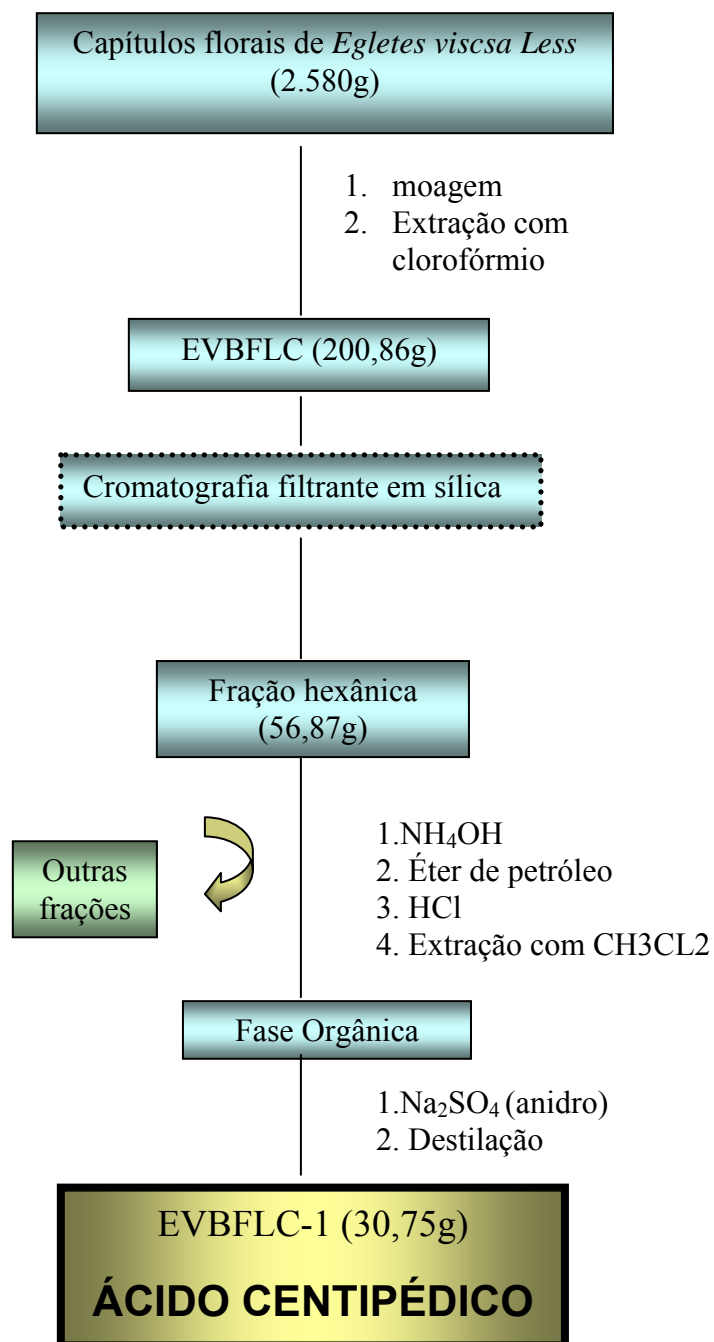 Capítulos florais de Egletes viscsa Less
(2.580g)
1. moagem
2. Extração com
clorofórmio
EVBFLC (200,86g)
Cromatografia filtrante em sílica
Fração hexânica
(56,87g)
Outras
frações
1.NH₄OH
2. Éter de petróleo
3. HCl
4. Extração com CH3CL2
Fase Orgânica
1.Na₂SO₄ (anidro)
2. Destilação
EVBFLC-1 (30,75g)
ÁCIDO CENTIPÉDICO